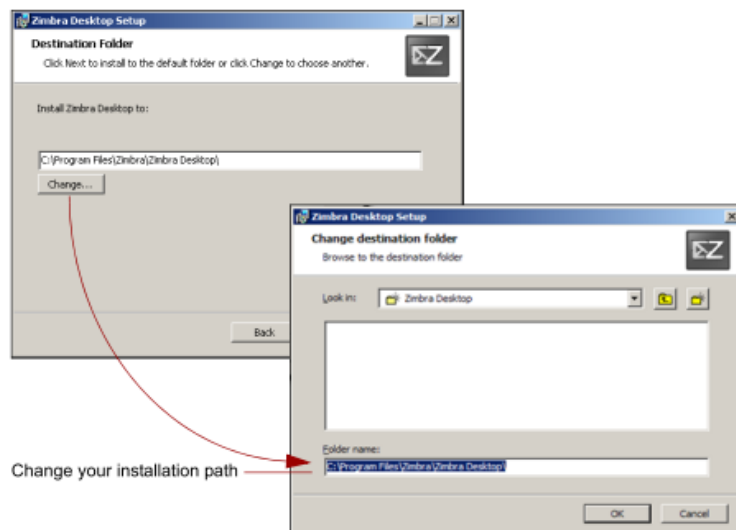 Zimbra Desktop Setup
Destination Folder
Click Next to install to the default folder or click Change to choose another.
Install Zimbra Desktop to:
C:\Program Files\Zimbra\Zimbra Desktop\
Change...
Back
Zimbra Desktop Setup
Change destination folder
Browse to the destination folder
Look in:
Zimbra Desktop
Folder name:
C:\Program Files\Zimbra\Zimbra Desktop\
Change your installation path
OK
Cancel